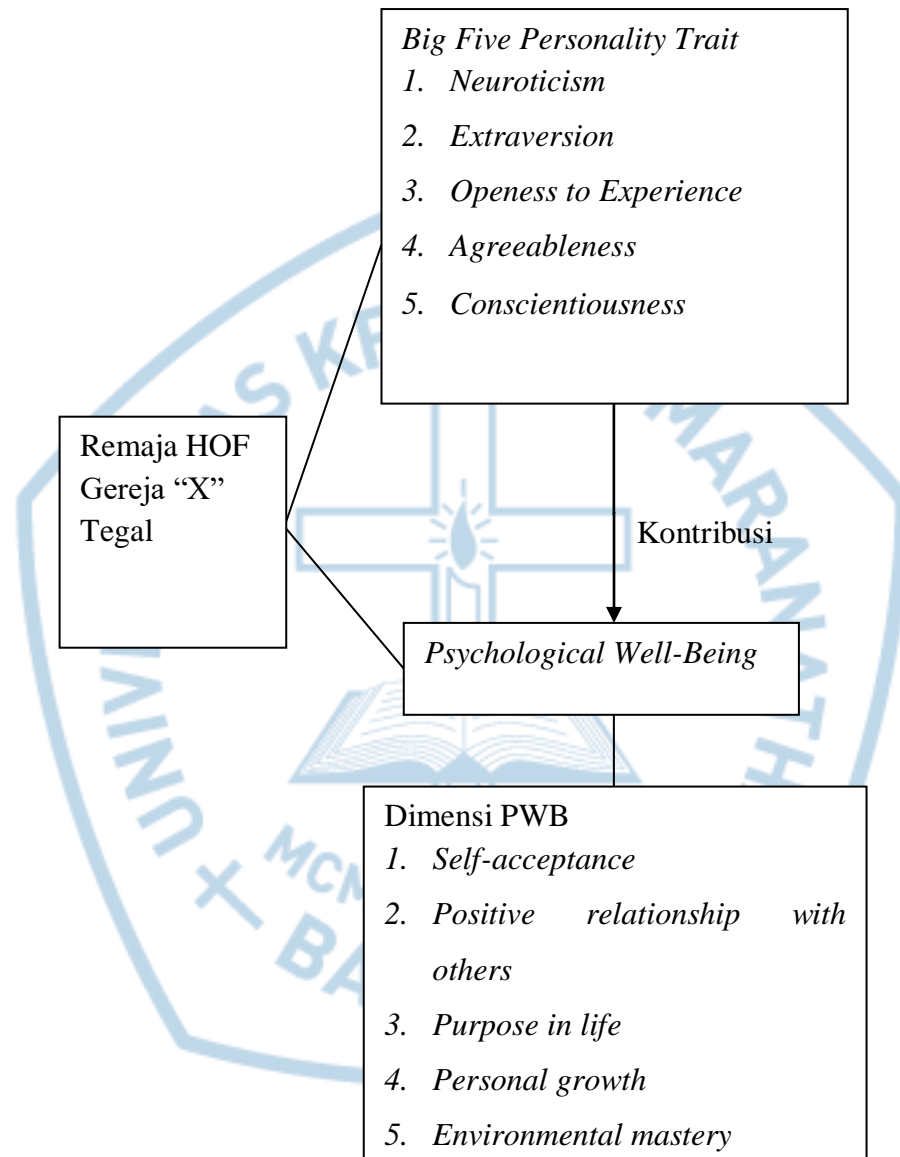 Big Five Personality Trait
1. Neuroticism
2. Extraversion
3. Openess to Experience
4. Agreeableness
5. Conscientiousness
Remaja HOF
Gereja “X”
Tegal
Kontribusi
Psychological Well-Being
Dimensi PWB
1. Self-acceptance
2. Positive relationship with
others
3. Purpose in life
4. Personal growth
5. Environmental mastery